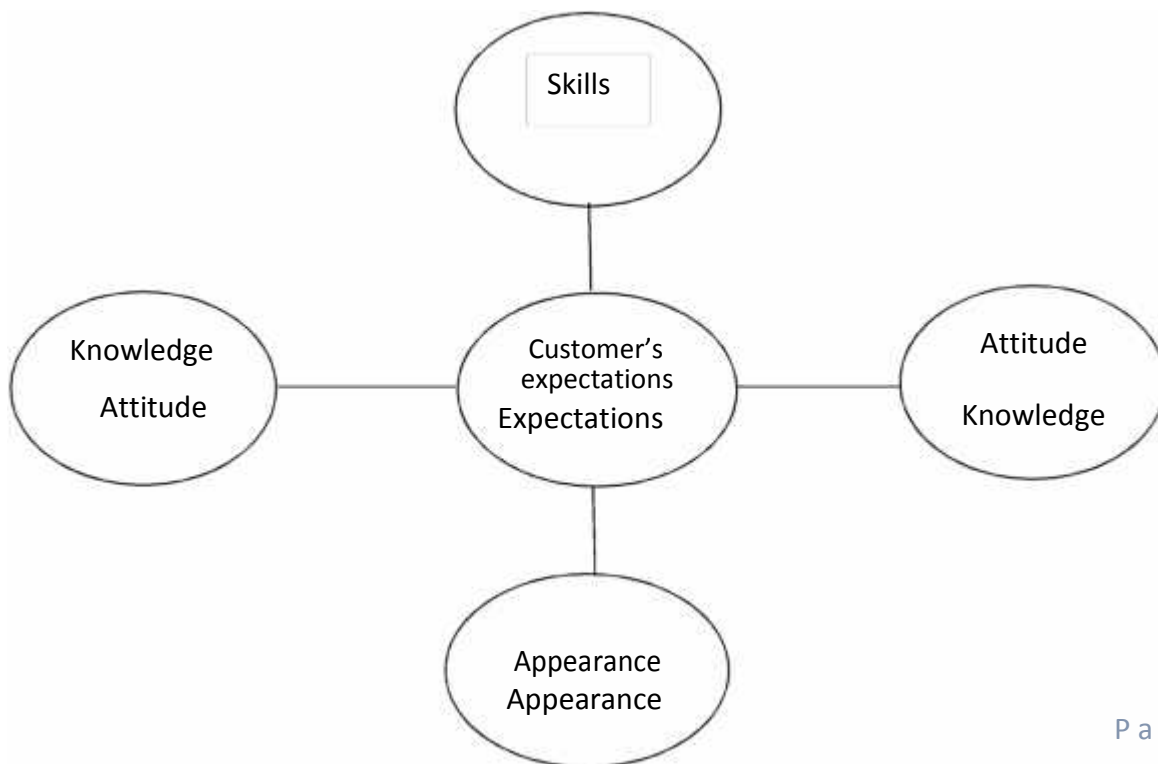 Skills
Knowledge
Attitude
Customer’s
expectations
Expectations
Attitude
Knowledge
Appearance
Appearance
P a